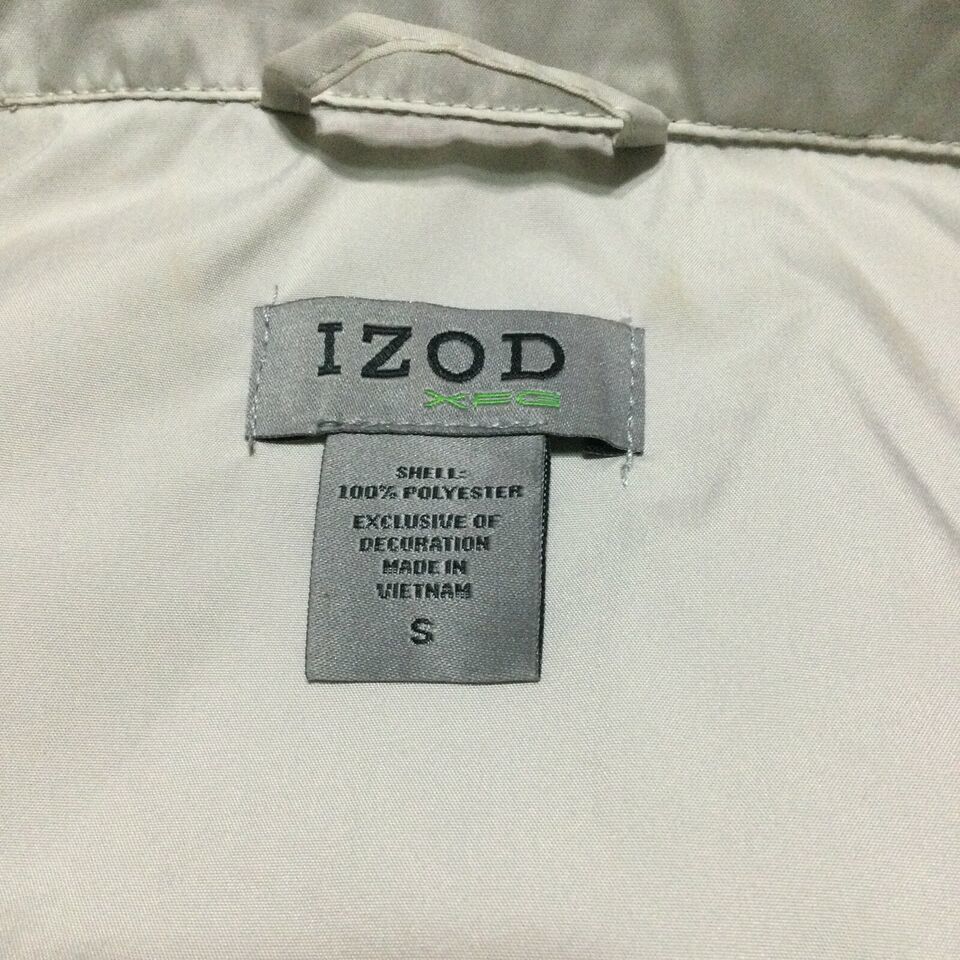 IZOD
XFG
SHELL:
100% POLYESTER
EXCLUSIVE OF
DECORATION
MADE IN
VIETNAM
S